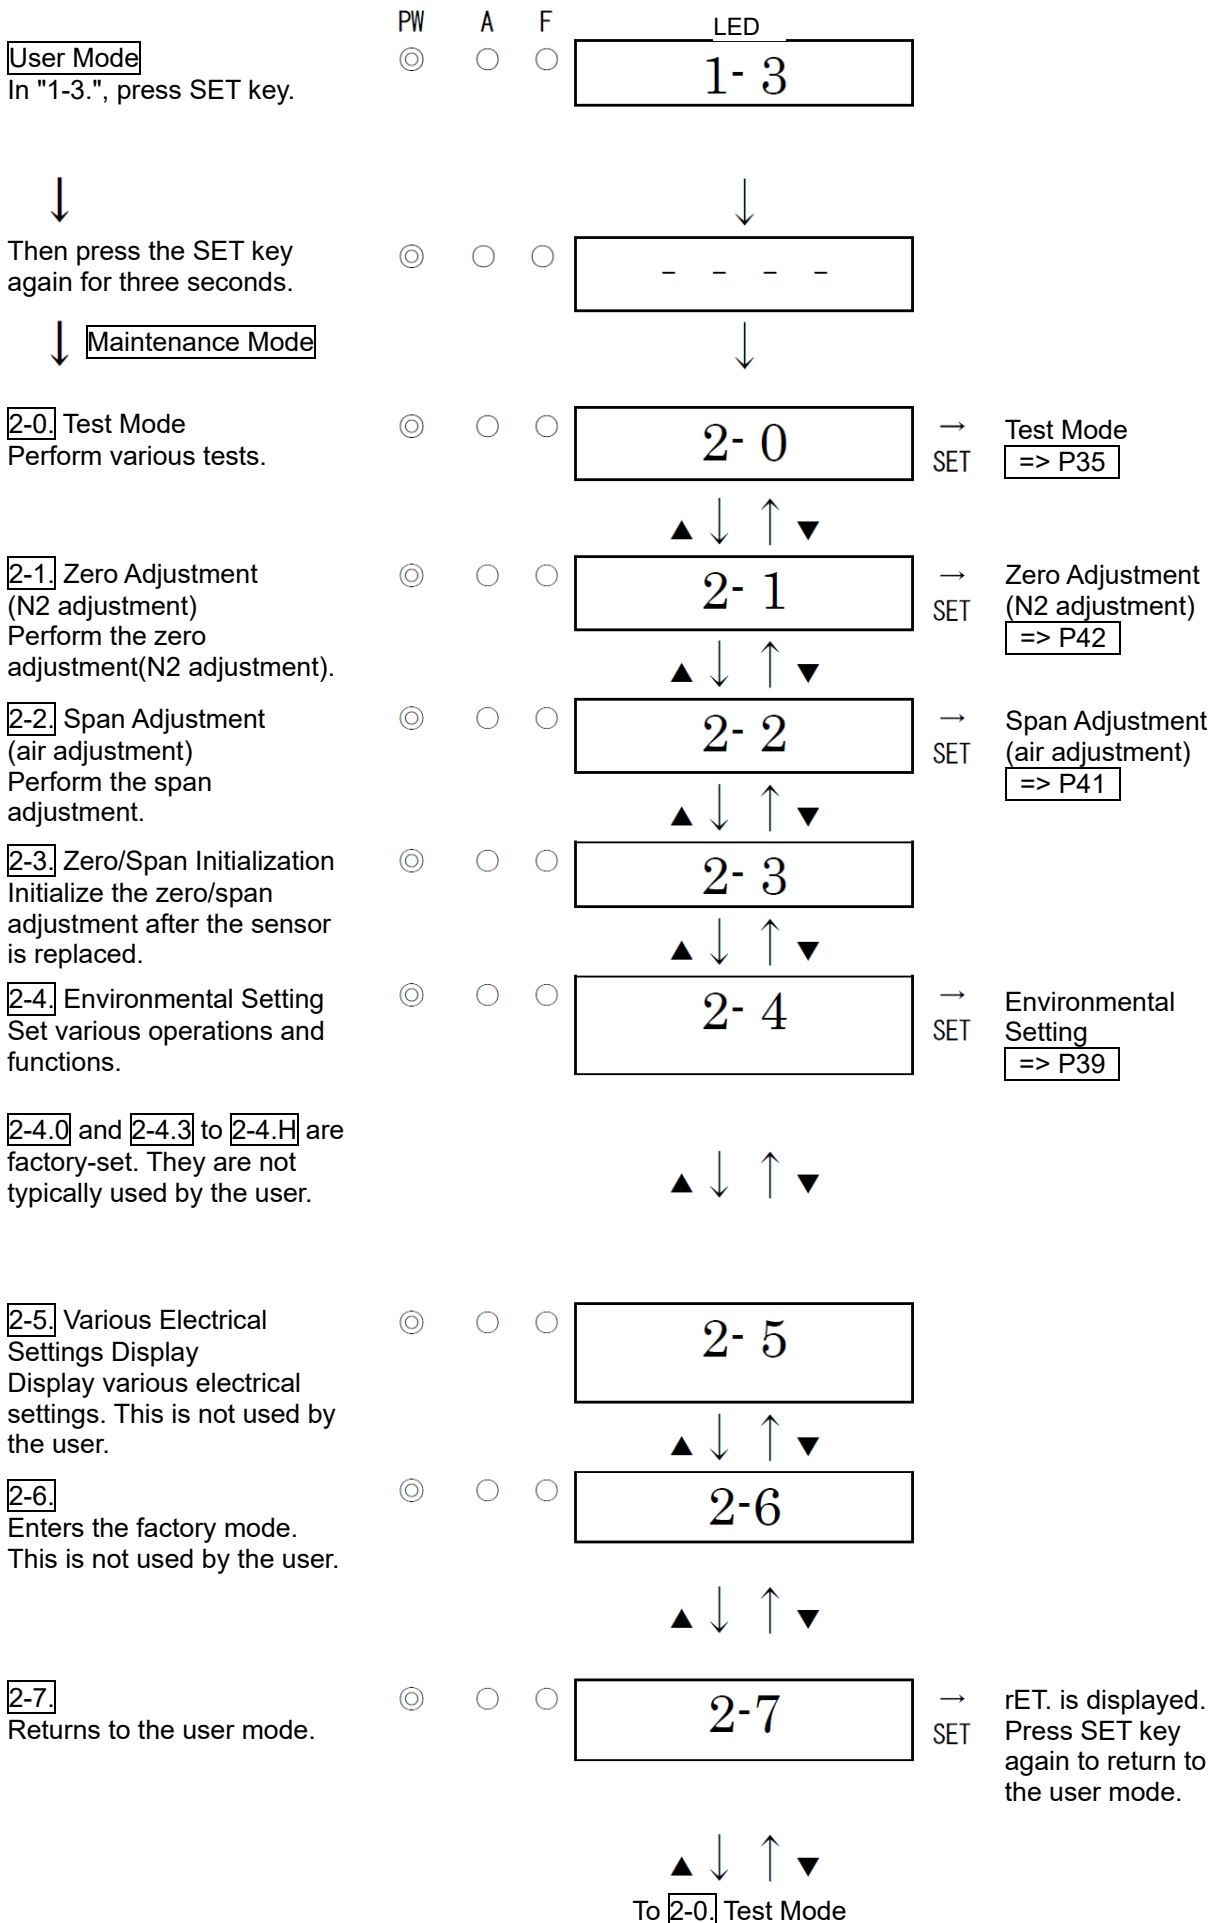 PW A F LED
User Mode
In "1-3.", press SET key.
◎ ○ ○ 1- 3
↓ ↓
Then press the SET key
again for three seconds.
◎ ○ ○ - - - -
↓ Maintenance Mode ↓
2-0. Test Mode
Perform various tests.
◎ ○ ○ 2- 0
→ SET
Test Mode
=> P35
▲ ↓ ↑ ▼
2-1. Zero Adjustment
(N2 adjustment)
Perform the zero
adjustment(N2 adjustment).
◎ ○ ○ 2- 1
→ SET
Zero Adjustment
(N2 adjustment)
=> P42
▲ ↓ ↑ ▼
2-2. Span Adjustment
(air adjustment)
Perform the span
adjustment.
◎ ○ ○ 2- 2
→ SET
Span Adjustment
(air adjustment)
=> P41
▲ ↓ ↑ ▼
2-3. Zero/Span Initialization
Initialize the zero/span
adjustment after the sensor
is replaced.
◎ ○ ○ 2- 3
▲ ↓ ↑ ▼
2-4. Environmental Setting
Set various operations and
functions.
◎ ○ ○ 2- 4
→ SET
Environmental
Setting
=> P39
2-4.0 and 2-4.3 to 2-4.H are
factory-set. They are not
typically used by the user.
▲ ↓ ↑ ▼
2-5. Various Electrical
Settings Display
Display various electrical
settings. This is not used by
the user.
◎ ○ ○ 2- 5
▲ ↓ ↑ ▼
2-6.
Enters the factory mode.
This is not used by the user.
◎ ○ ○ 2-6
▲ ↓ ↑ ▼
2-7.
Returns to the user mode.
◎ ○ ○ 2-7
→ SET
rET. is displayed.
Press SET key
again to return to
the user mode.
▲ ↓ ↑ ▼
To 2-0. Test Mode